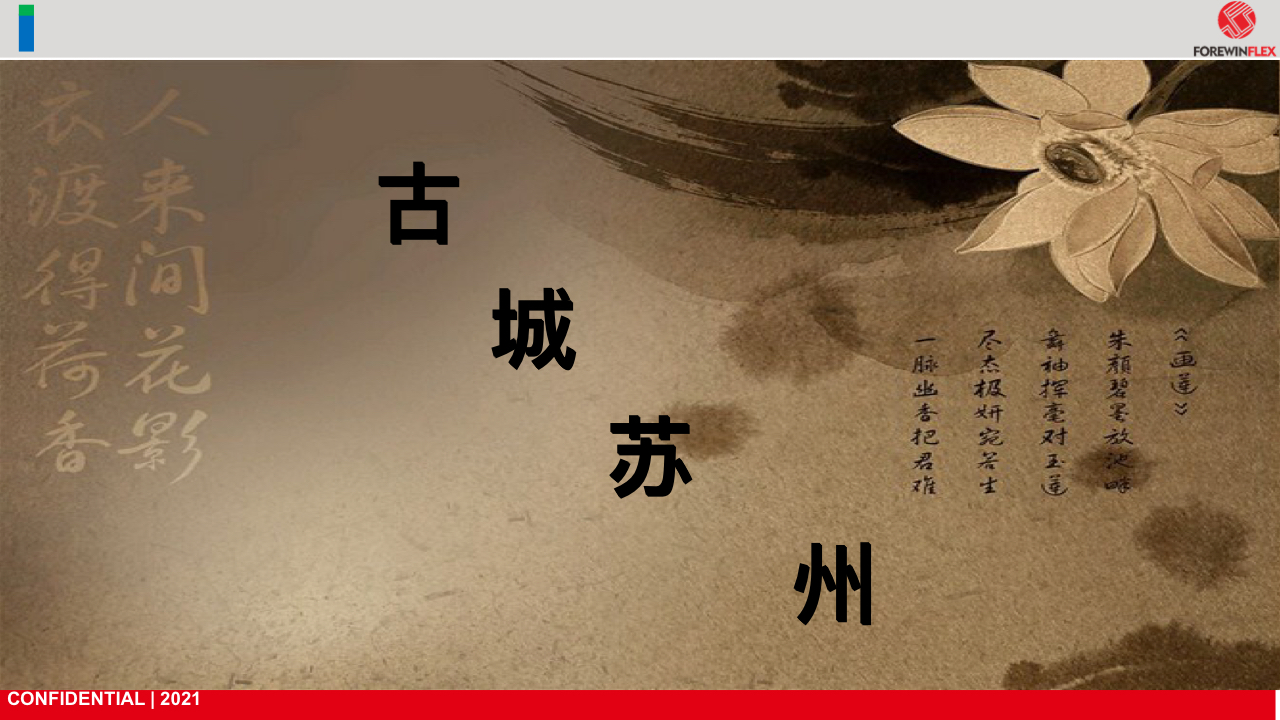 FOREWINFLEX
人来间花影
衣渡得荷香
古
城
苏
州
《画莲》
朱颜碧墨放池畔
舞袖挥毫对玉莲
尽态极妍宛若生
一脉幽香把君难
CONFIDENTIAL | 2021